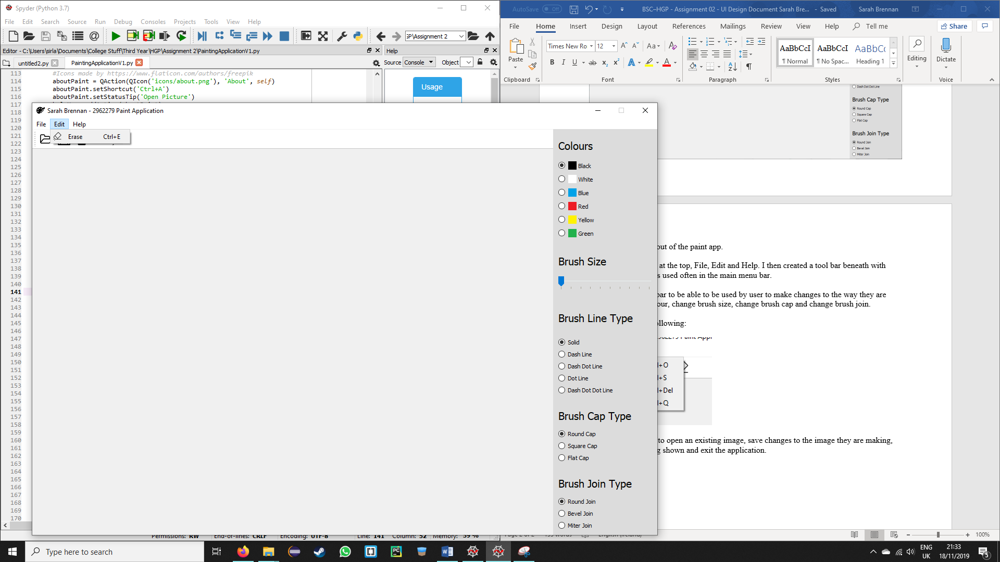 Spyder (Python 3.7)
File Edit Search Source Run Debug Consoles Projects Tools View Help
GP\Assignment 2
Editor - C:\Users\sirla\Documents\College Stuff\Third Year\HGP\Assignment 2\PaintingApplicationV1.py
Help
untitled2.py
PaintingApplicationV1.py
Source Console Object
113 #Icons made by https://www.flaticon.com/authors/freepik
114 aboutPaint = QAction(QIcon('icons/about.png'), 'About', self)
115 aboutPaint.setShortcut('Ctrl+A')
116 aboutPaint.setStatusTip('Open Picture')
117
118
119
120
121
122
123
124
125
126
127
128
129
130
131
132
133
134
135
136
137
138
139
140
141
142
143
144
145
146
147
148
149
150
151
152
153
154
155
156
157
158
159
160
161
162
163
164
165
166
167
168
169
170
Usage
Permissions: RW End-of-lines: CRLF Encoding: UTF-8 Line: 141 Column: 52 Memory: 59 %
Sarah Brennan - 2962279 Paint Application
File Edit Help
Erase Ctrl+E
Colours
Black
White
Blue
Red
Yellow
Green
Brush Size
Brush Line Type
Solid
Dash Line
Dash Dot Line
Dot Line
Dash Dot Dot Line
Brush Cap Type
Round Cap
Square Cap
Flat Cap
Brush Join Type
Round Join
Bevel Join
Miter Join
AutoSave Off
BSC–HGP - Assignment 02 - UI Design Document Sarah Bre... - Saved
Sarah Brennan
File Home Insert Design Layout References Mailings Review View Help Tell me
Share
Paste
Clipboard
Times New Ro 12
Font
Paragraph
AaBbCcI ¶ Normal
AaBbCcI ¶ No Spac...
AaBbCc Heading 1
Styles
Editing
Dictate
Voice
Dash Dot Dot Line
Brush Cap Type
Round Cap
Square Cap
Flat Cap
Brush Join Type
Round Join
Bevel Join
Miter Join
out of the paint app.
at the top, File, Edit and Help. I then created a tool bar beneath with
s used often in the main menu bar.
bar to be able to be used by user to make changes to the way they are
our, change brush size, change brush cap and change brush join.
ollowing:
2962279 Paint Appl
l+O
l+S
l+Del
l+Q
to open an existing image, save changes to the image they are making,
g shown and exit the application.
Page 2 of 2 words English (Ireland)
100%
Type here to search
ENG
UK
21:33
18/11/2019
5